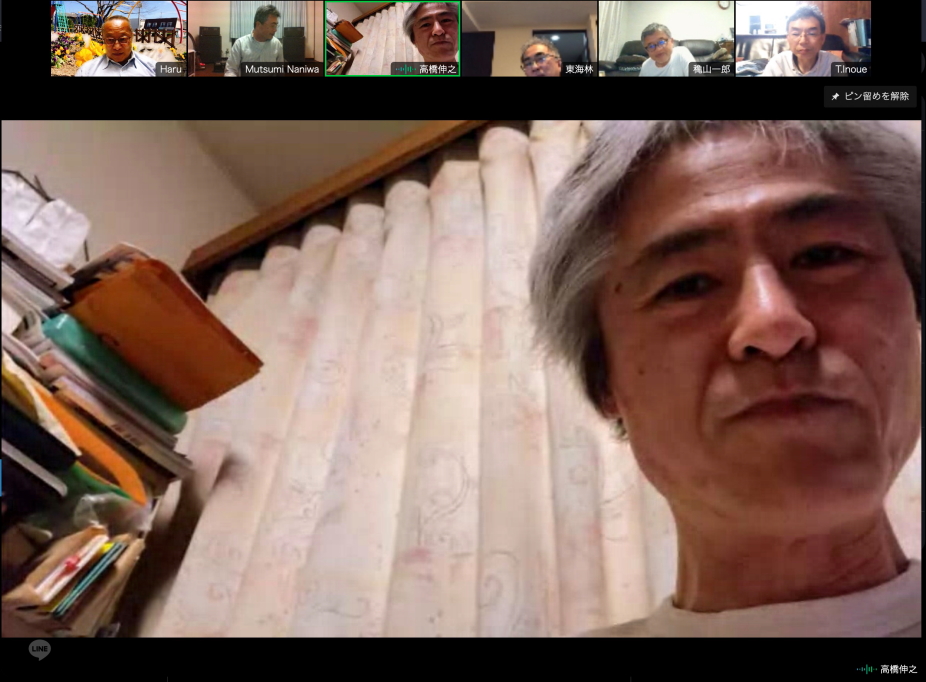 Haru
Mutsumi Naniwa
高橋伸之
東海林
穐山一郎
T.Inoue
ピン留めを解除
LINE
高橋伸之